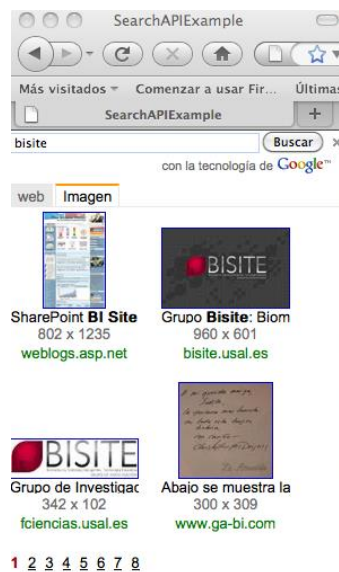 SearchAPIExample
Más visitados Comenzar a usar Fir... Últimas
SearchAPIExample +
bisite Buscar ×
con la tecnología de Google™
web Imagen
BISITE
SharePoint BI Site Grupo Bisite: Biom
802 x 1235 960 x 601
weblogs.asp.net bisite.usal.es
BISITE
Grupo de Investigac Abajo se muestra la
342 x 102 300 x 309
fciencias.usal.es www.ga-bi.com
1 2 3 4 5 6 7 8